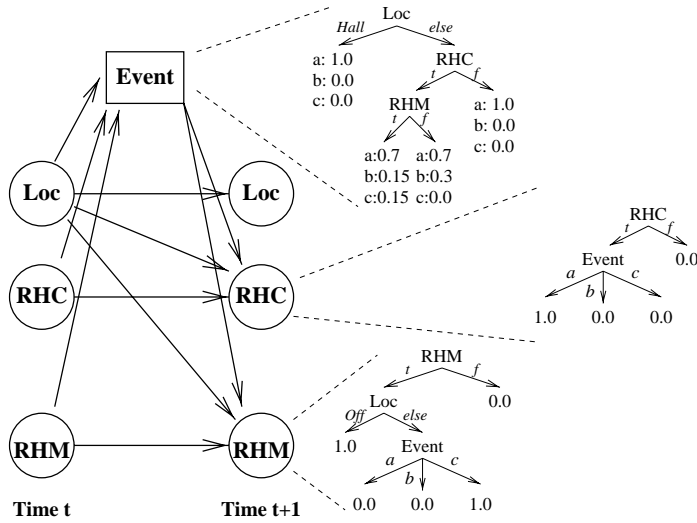 Loc
Hall else
Event
a: 1.0
b: 0.0
c: 0.0
RHC
t f
RHM
a: 1.0
b: 0.0
c: 0.0
t f
a:0.7 a:0.7
b:0.15 b:0.3
c:0.15 c:0.0
Loc Loc
RHC
t f
Event 0.0
a b c
1.0 0.0 0.0
RHC RHC
RHM
t f
Loc 0.0
Off else
1.0 Event
a b c
0.0 0.0 1.0
RHM RHM
Time t Time t+1